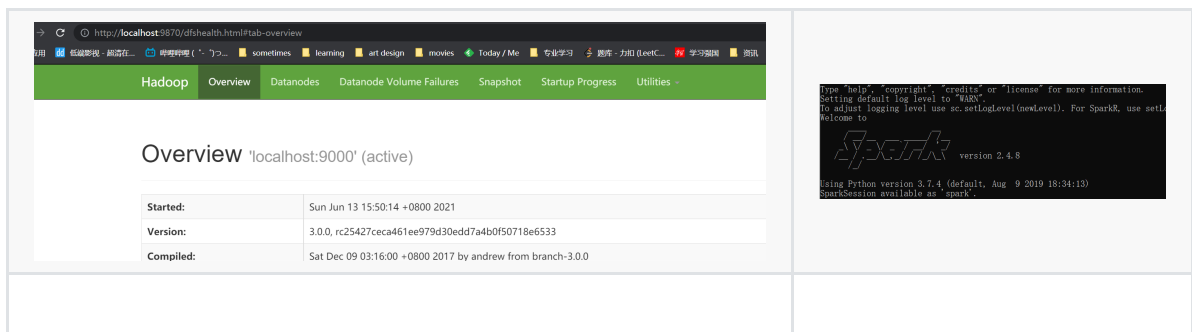 http://localhost:9870/dfshealth.html#tab-overview
应用 低端影视 - 超清在... 哔哩哔哩 ( ゜- ゜)つ... sometimes learning art design movies Today / Me 专业学习 题库 - 力扣 (LeetC... 学习强国 资讯
Hadoop Overview Datanodes Datanode Volume Failures Snapshot Startup Progress Utilities
Overview 'localhost:9000' (active)
Started: Sun Jun 13 15:50:14 +0800 2021
Version: 3.0.0, rc25427ceca461ee979d30edd7a4b0f50718e6533
Compiled: Sat Dec 09 03:16:00 +0800 2017 by andrew from branch-3.0.0
Type "help", "copyright", "credits" or "license" for more information.
Setting default log level to "WARN".
To adjust logging level use sc.setLogLevel(newLevel). For SparkR, use setLo
Welcome to
Spark version 2.4.8
Using Python version 3.7.4 (default, Aug 9 2019 18:34:13)
SparkSession available as 'spark'.